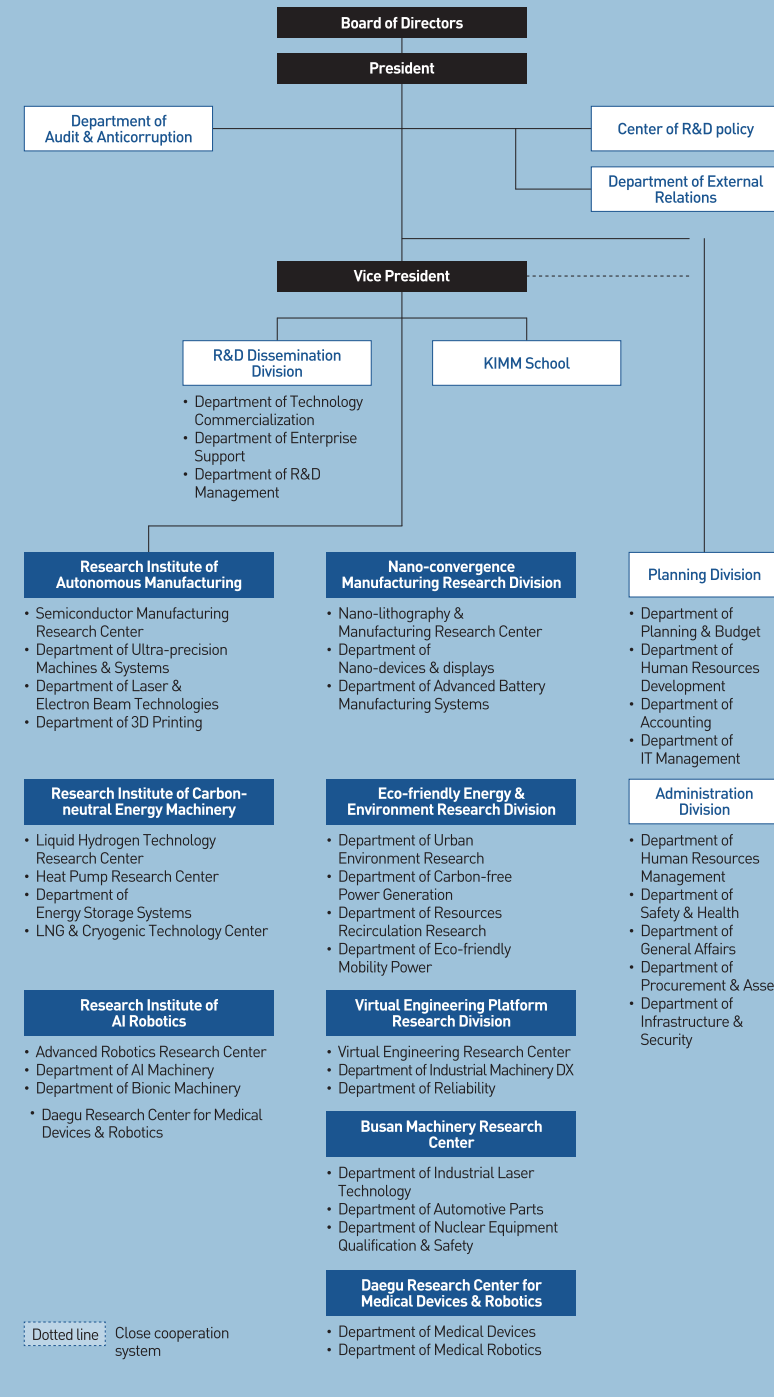 Board of Directors
President
Department of
Audit & Anticorruption
Center of R&D policy
Department of External
Relations
Vice President
R&D Dissemination
Division
• Department of Technology
Commercialization
• Department of Enterprise
Support
• Department of R&D
Management
KIMM School
Research Institute of
Autonomous Manufacturing
• Semiconductor Manufacturing
Research Center
• Department of Ultra-precision
Machines & Systems
• Department of Laser &
Electron Beam Technologies
• Department of 3D Printing
Nano-convergence
Manufacturing Research Division
• Nano-lithography &
Manufacturing Research Center
• Department of
Nano-devices & displays
• Department of Advanced Battery
Manufacturing Systems
Planning Division
• Department of
Planning & Budget
• Department of
Human Resources
Development
• Department of
Accounting
• Department of
IT Management
Research Institute of Carbon-
neutral Energy Machinery
• Liquid Hydrogen Technology
Research Center
• Heat Pump Research Center
• Department of
Energy Storage Systems
• LNG & Cryogenic Technology Center
Eco-friendly Energy &
Environment Research Division
• Department of Urban
Environment Research
• Department of Carbon-free
Power Generation
• Department of Resources
Recirculation Research
• Department of Eco-friendly
Mobility Power
Administration
Division
• Department of
Human Resources
Management
• Department of
Safety & Health
• Department of
General Affairs
• Department of
Procurement & Asse
• Department of
Infrastructure &
Security
Research Institute of
AI Robotics
• Advanced Robotics Research Center
• Department of AI Machinery
• Department of Bionic Machinery
• Daegu Research Center for Medical
Devices & Robotics
Virtual Engineering Platform
Research Division
• Virtual Engineering Research Center
• Department of Industrial Machinery DX
• Department of Reliability
Busan Machinery Research
Center
• Department of Industrial Laser
Technology
• Department of Automotive Parts
• Department of Nuclear Equipment
Qualification & Safety
Daegu Research Center for
Medical Devices & Robotics
• Department of Medical Devices
• Department of Medical Robotics
Dotted line
Close cooperation
system